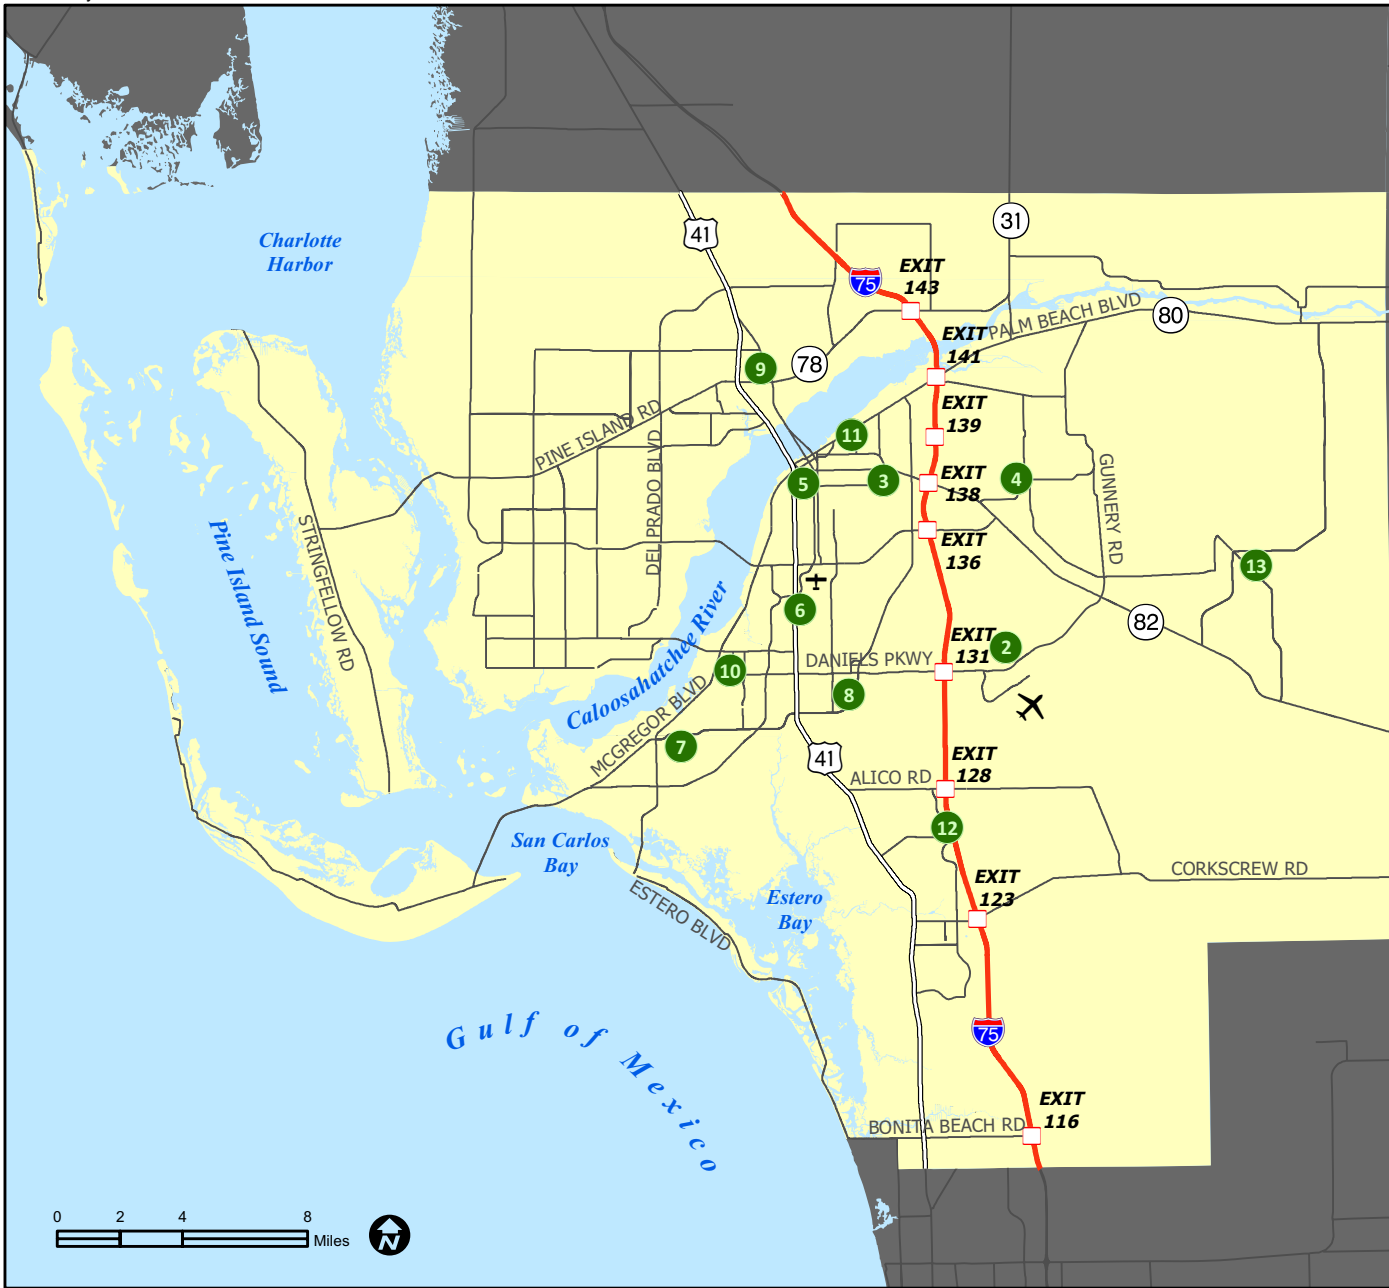 31
41
Charlotte
Harbor
EXIT
143
75
PALM BEACH BLVD
80
EXIT
141
78
9
EXIT
139
PINE ISLAND RD
11
DEL PRADO BLVD
GUNNERY RD
5
3
EXIT
138
4
Pine Island Sound
STRINGFELLOW RD
EXIT
136
13
6
82
Caloosahatchee River
EXIT
131
2
DANIELS PKWY
10
8
MCGREGOR BLVD
7
41
EXIT
128
ALICO RD
12
San Carlos
Bay
CORKSCREW RD
EXIT
123
ESTERO BLVD
Estero
Bay
Gulf of Mexico
75
EXIT
116
BONITA BEACH RD
0 2 4 8
Miles
N